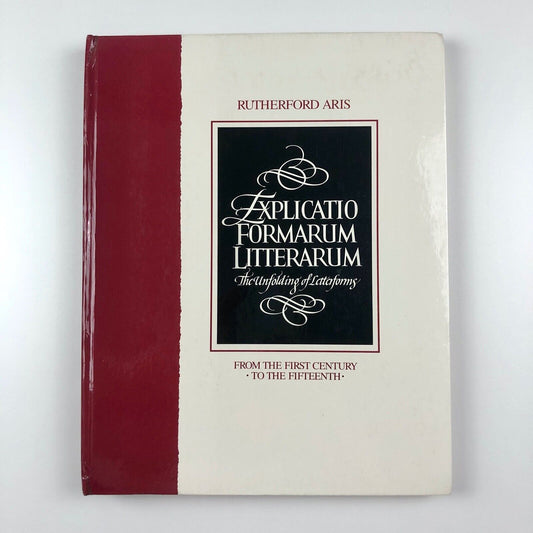 RUTHERFORD ARIS
EXPLICATIO
FORMARUM
LITTERARUM
The Unfolding of Letterforms
FROM THE FIRST CENTURY
· TO THE FIFTEENTH ·